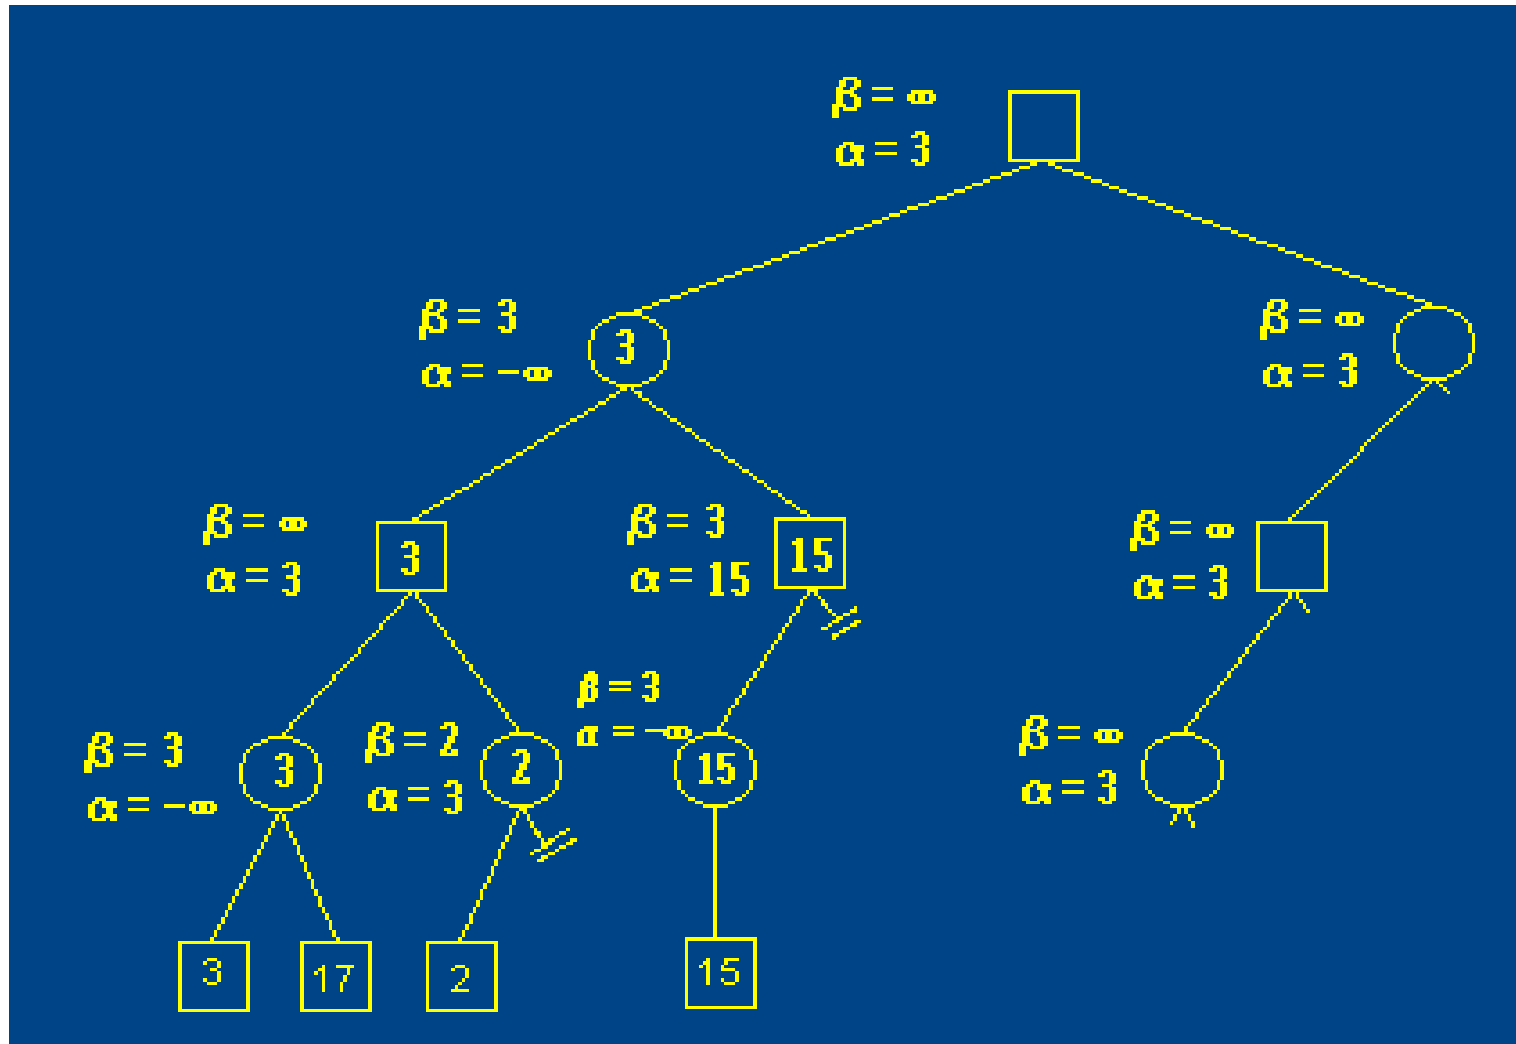 β = ∞
α = 3
β = 3
α = −∞
3
β = ∞
α = 3
β = ∞
α = 3
3
β = 3
α = 15
15
β = ∞
α = 3
β = 3
α = −∞
3
β = 2
α = 3
2
β = 3
α = −∞
15
β = ∞
α = 3
3
17
2
15